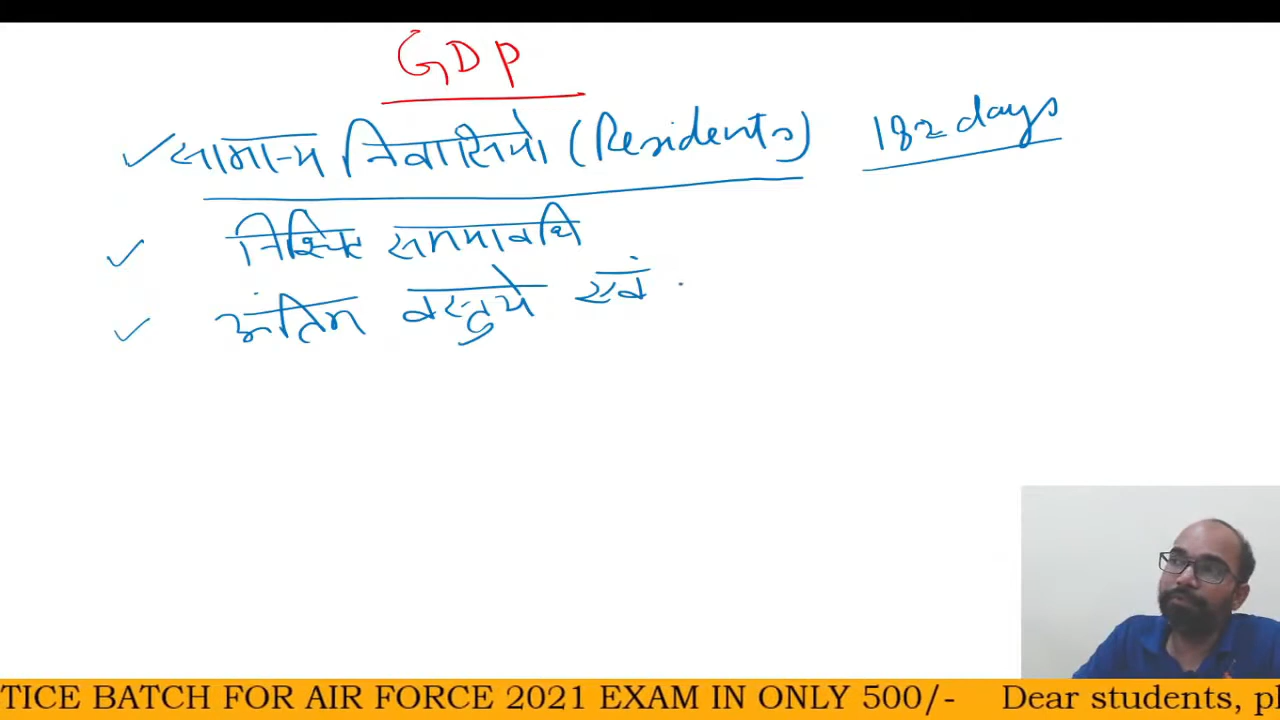 GDP
सामान्य निवासियो (Residents) 182 days
निश्चित समयावधि
अंतिम वस्तुये एवं
TICE BATCH FOR AIR FORCE 2021 EXAM IN ONLY 500/- Dear students, pl